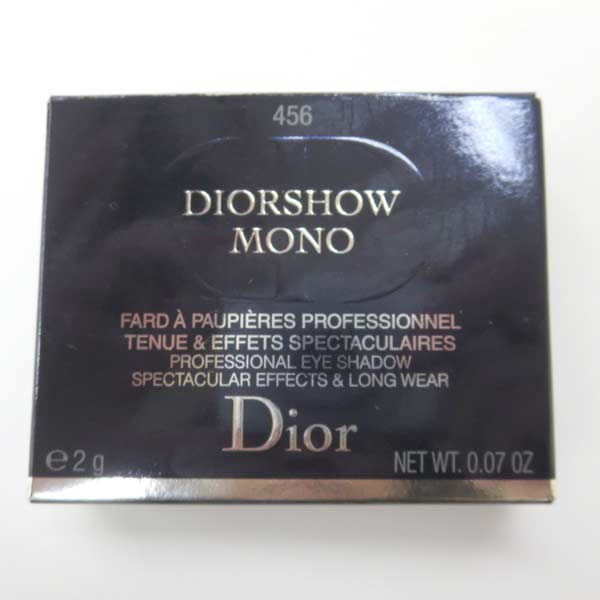 456
DIORSHOW
MONO
FARD À PAUPIÈRES PROFESSIONNEL
TENUE & EFFETS SPECTACULAIRES
PROFESSIONAL EYE SHADOW
SPECTACULAR EFFECTS & LONG WEAR
Dior
℮ 2 g NET WT. 0.07 OZ